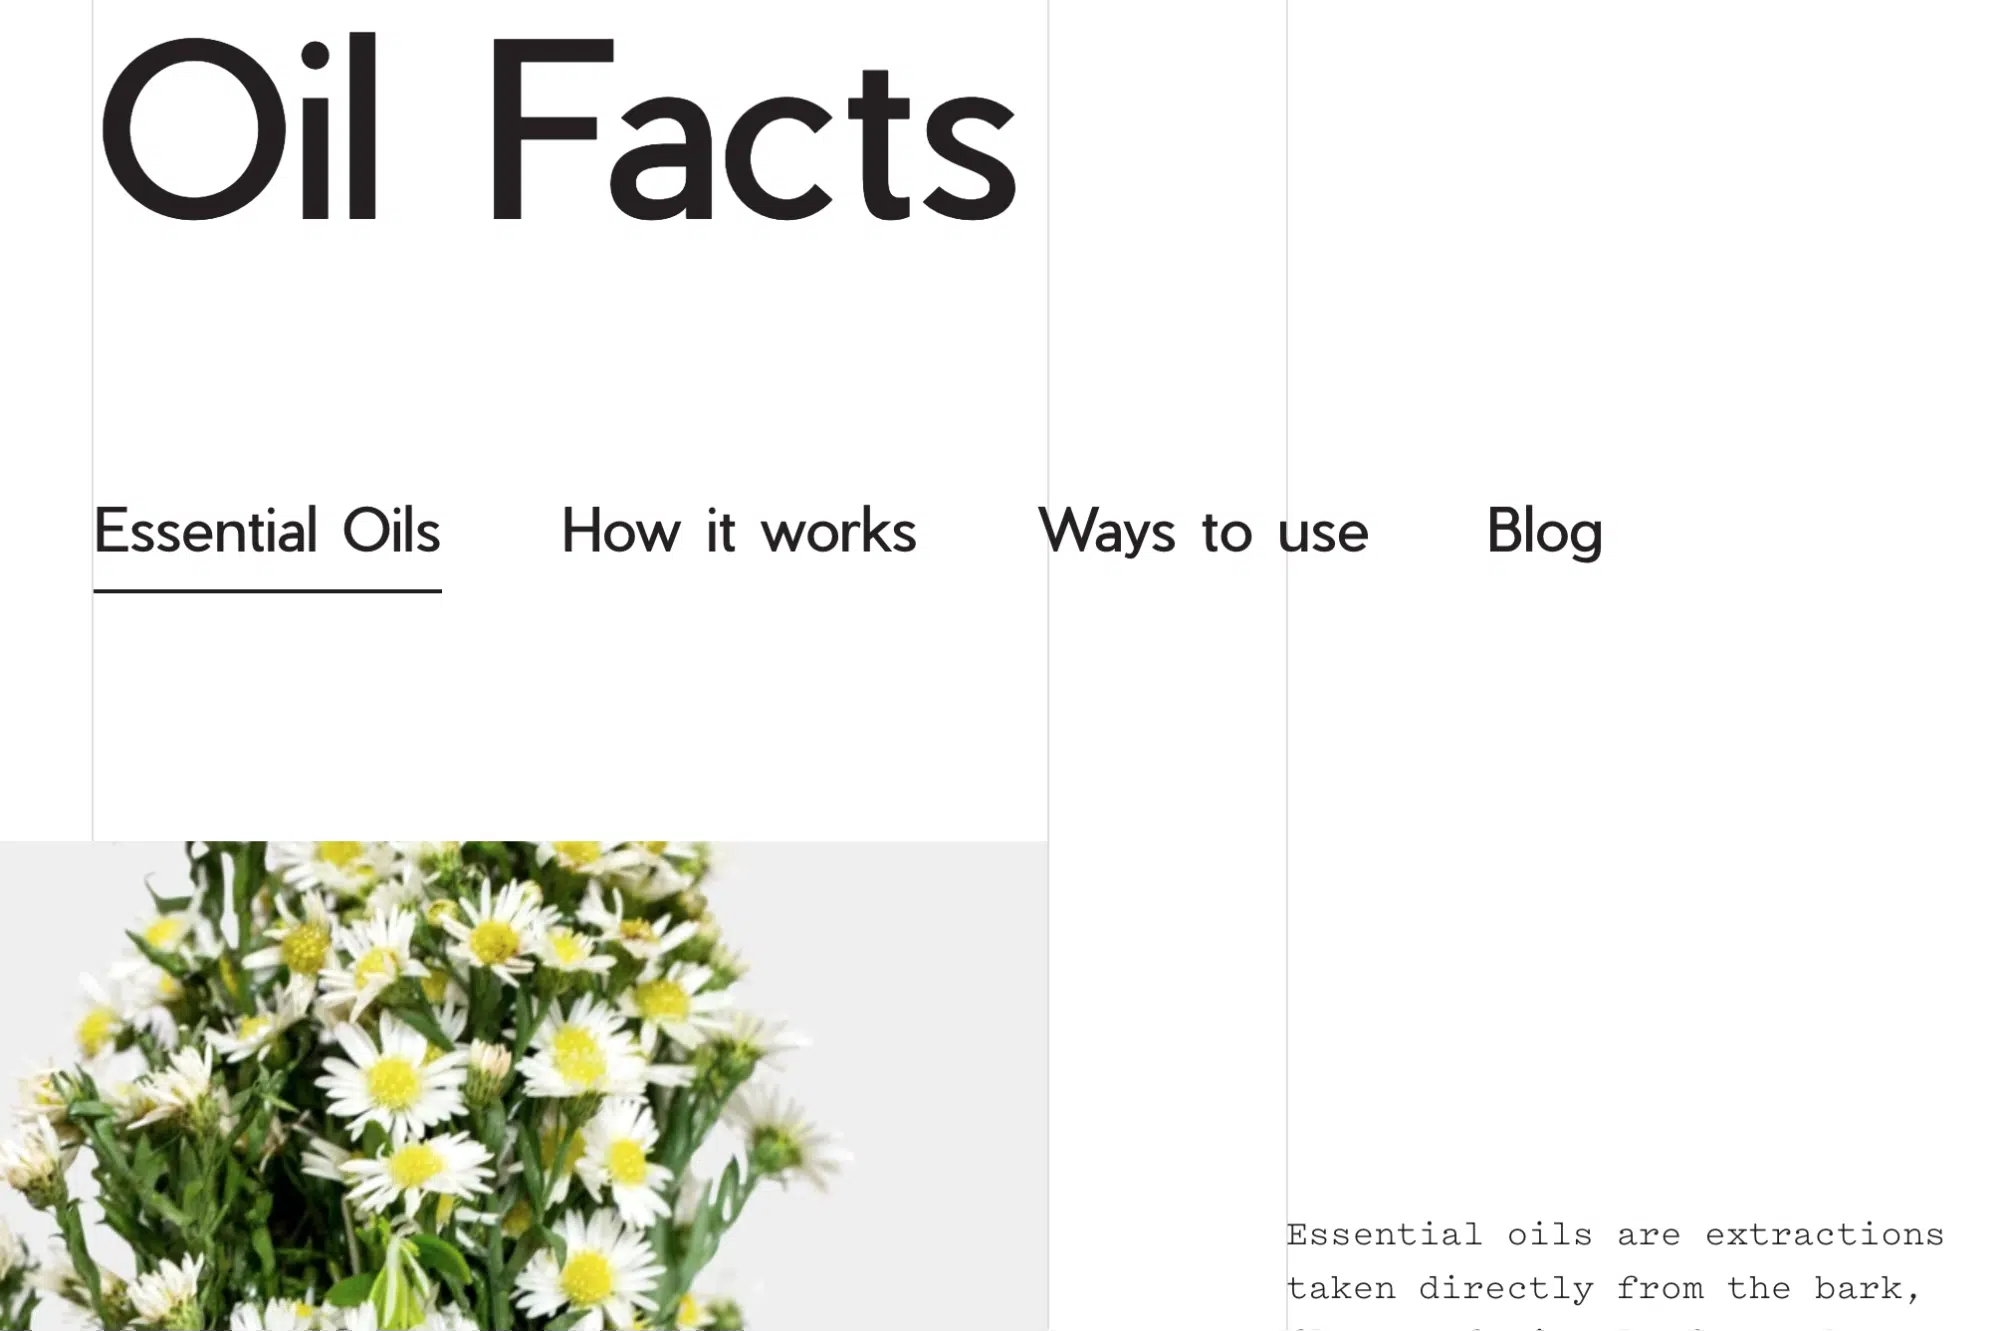 Oil Facts
Essential Oils How it works Ways to use Blog
Essential oils are extractions
taken directly from the bark,